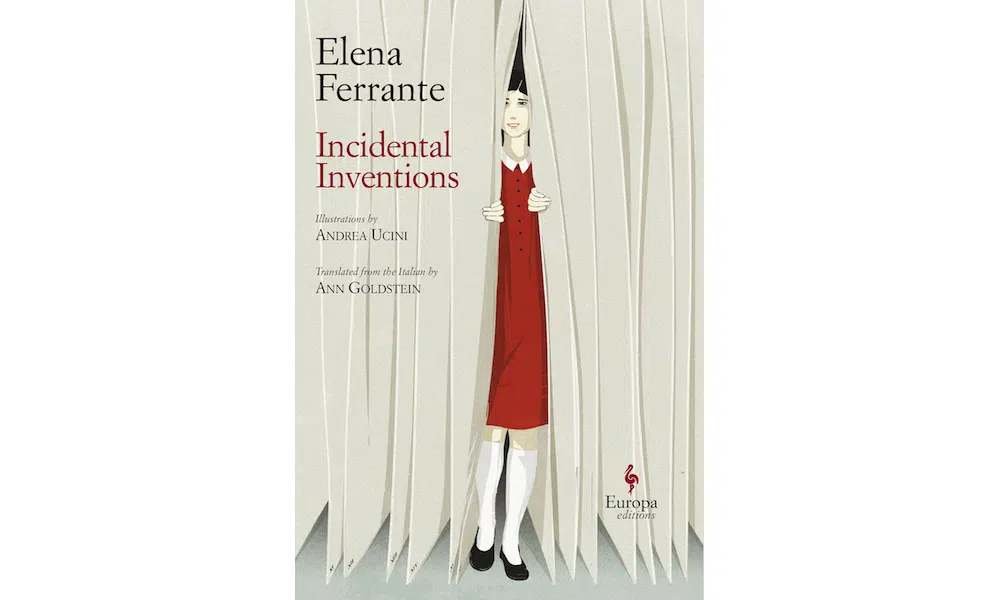 Elena
Ferrante
Incidental
Inventions
Illustrations by
ANDREA UCINI
Translated from the Italian by
ANN GOLDSTEIN
Europa
editions